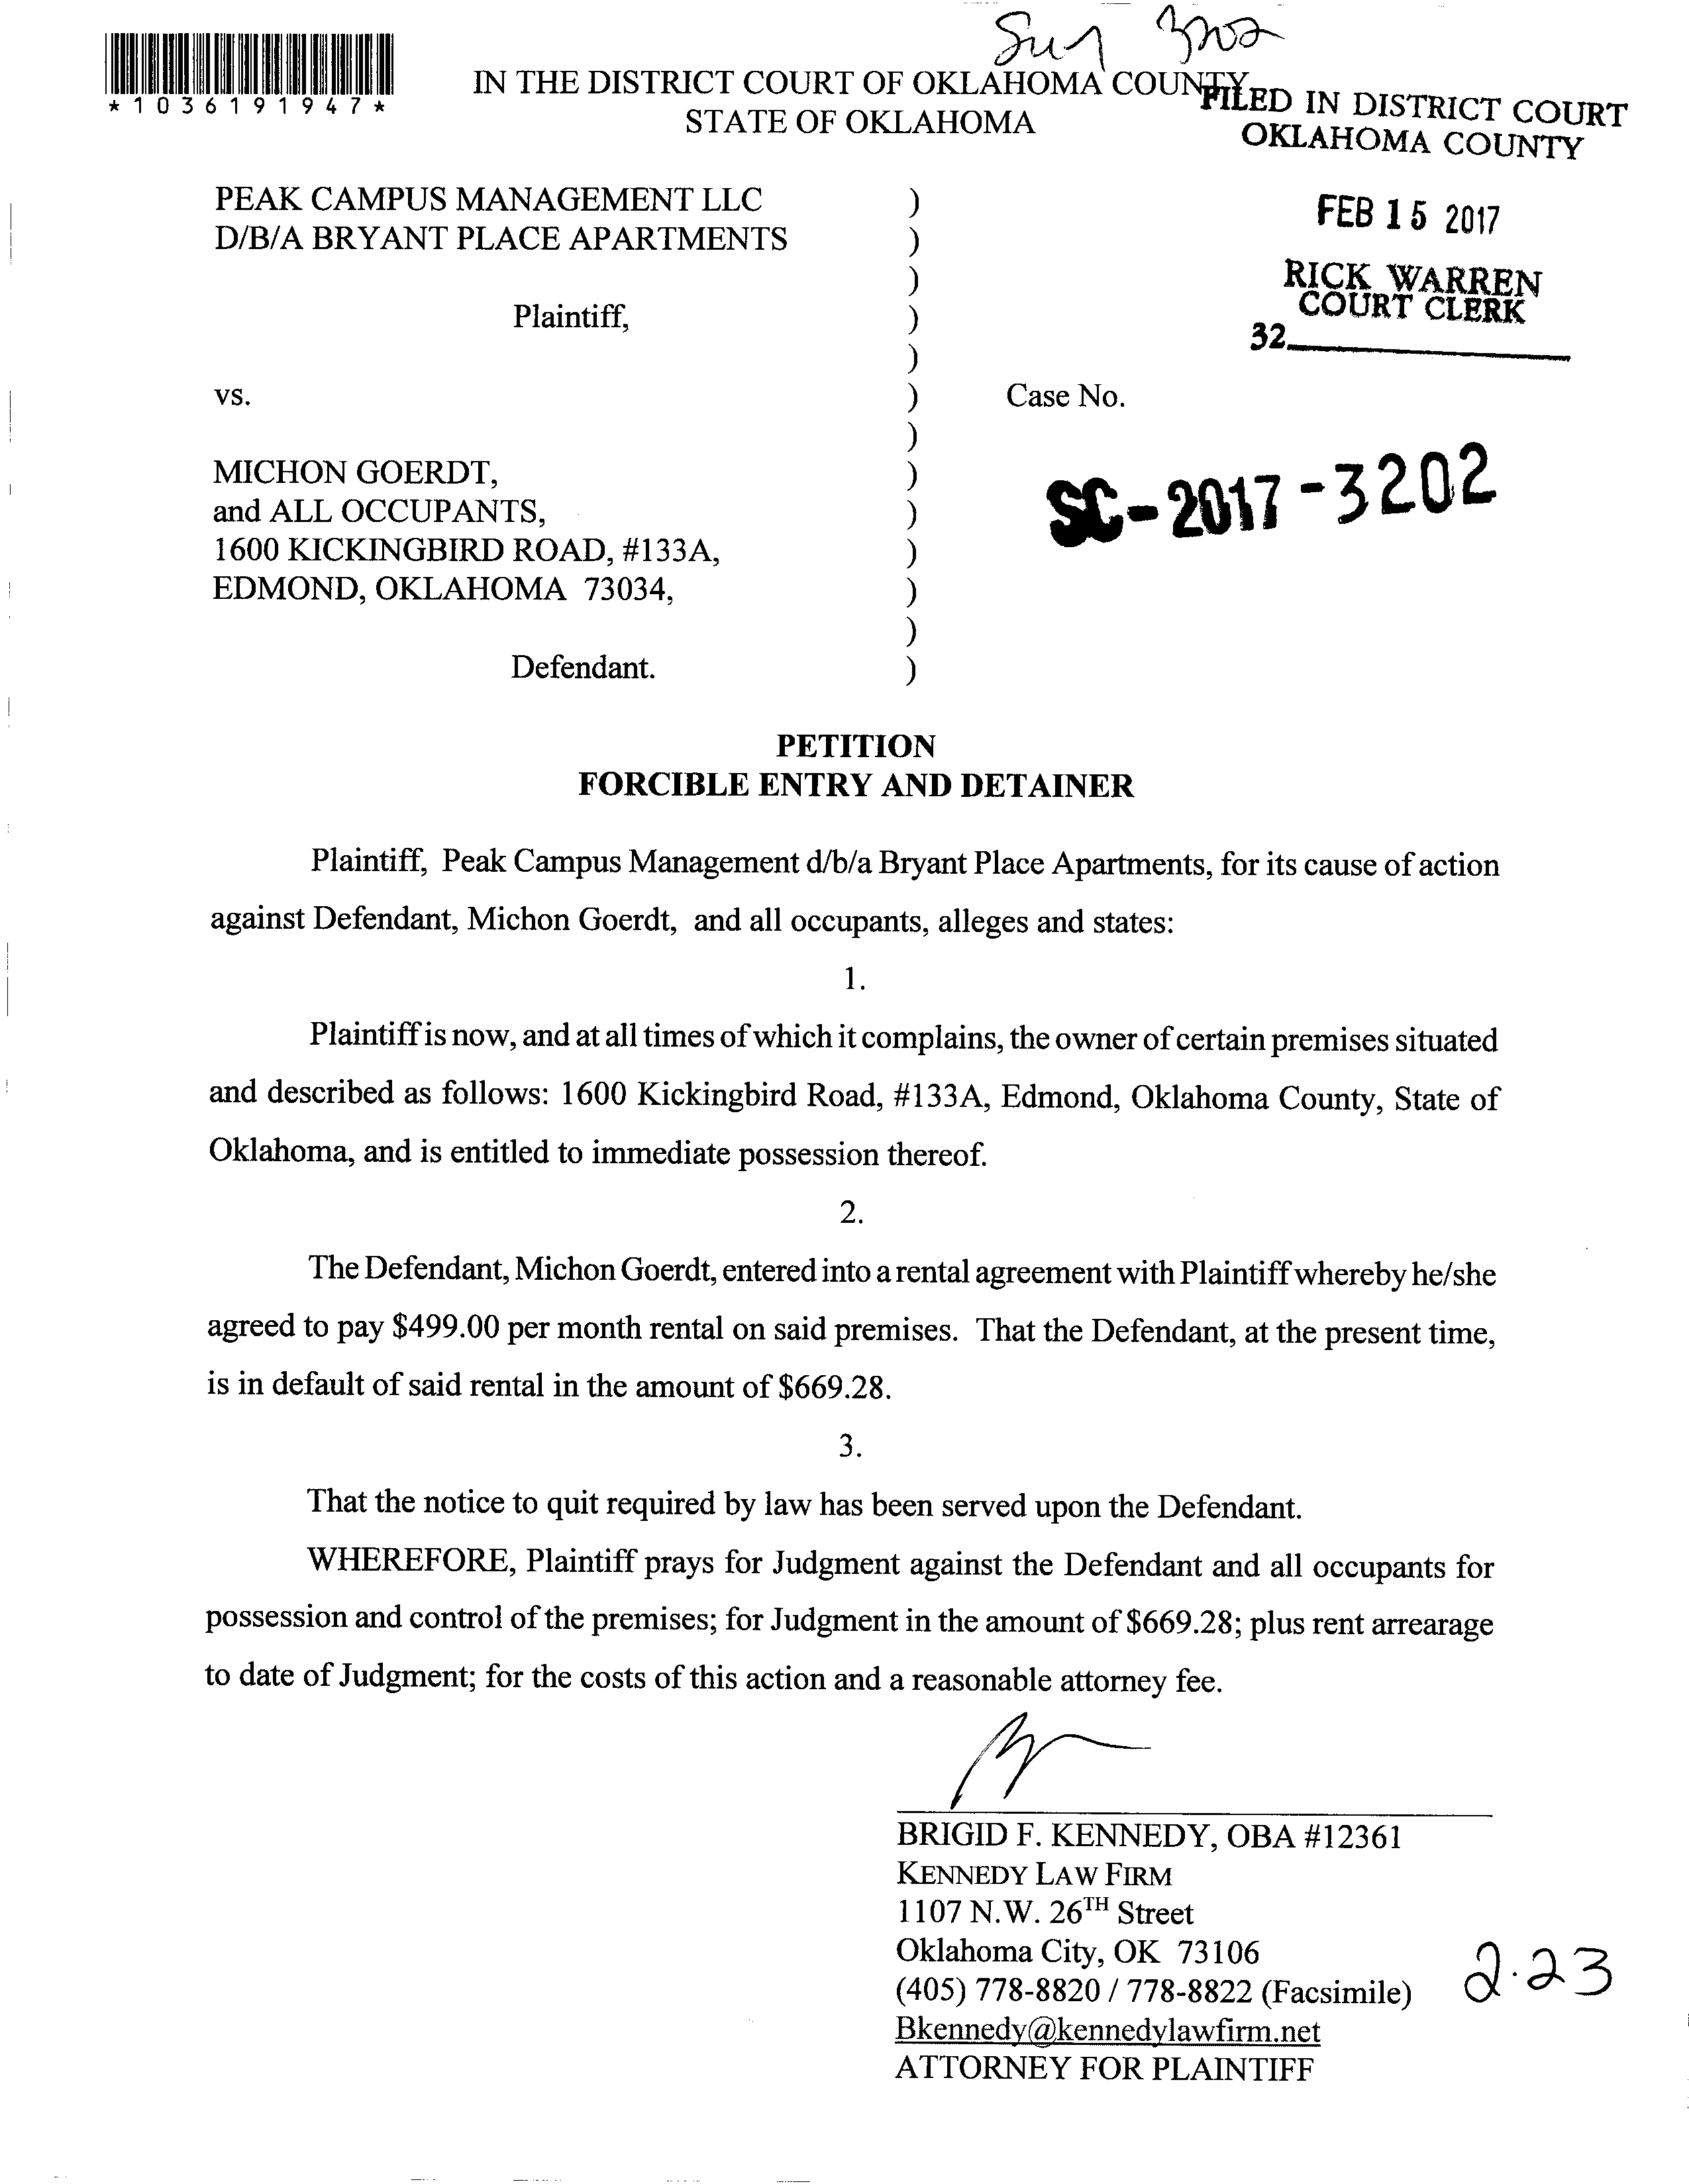 *1036191947*
IN THE DISTRICT COURT OF OKLAHOMA COUNTY
STATE OF OKLAHOMA
FILED IN DISTRICT COURT
OKLAHOMA COUNTY
FEB 15 2017
RICK WARREN
COURT CLERK
32
PEAK CAMPUS MANAGEMENT LLC )
D/B/A BRYANT PLACE APARTMENTS )
)
Plaintiff, )
)
vs. ) Case No.
)
MICHON GOERDT, ) SC-2017-3202
and ALL OCCUPANTS, )
1600 KICKINGBIRD ROAD, #133A, )
EDMOND, OKLAHOMA 73034, )
)
Defendant. )
PETITION
FORCIBLE ENTRY AND DETAINER
Plaintiff, Peak Campus Management d/b/a Bryant Place Apartments, for its cause of action
against Defendant, Michon Goerdt, and all occupants, alleges and states:
1.
Plaintiff is now, and at all times of which it complains, the owner of certain premises situated
and described as follows: 1600 Kickingbird Road, #133A, Edmond, Oklahoma County, State of
Oklahoma, and is entitled to immediate possession thereof.
2.
The Defendant, Michon Goerdt, entered into a rental agreement with Plaintiff whereby he/she
agreed to pay $499.00 per month rental on said premises. That the Defendant, at the present time,
is in default of said rental in the amount of $669.28.
3.
That the notice to quit required by law has been served upon the Defendant.
WHEREFORE, Plaintiff prays for Judgment against the Defendant and all occupants for
possession and control of the premises; for Judgment in the amount of $669.28; plus rent arrearage
to date of Judgment; for the costs of this action and a reasonable attorney fee.
BRIGID F. KENNEDY, OBA #12361
KENNEDY LAW FIRM
1107 N.W. 26TH Street
Oklahoma City, OK 73106
(405) 778-8820 / 778-8822 (Facsimile)
Bkennedy@kennedylawfirm.net
ATTORNEY FOR PLAINTIFF
2.23